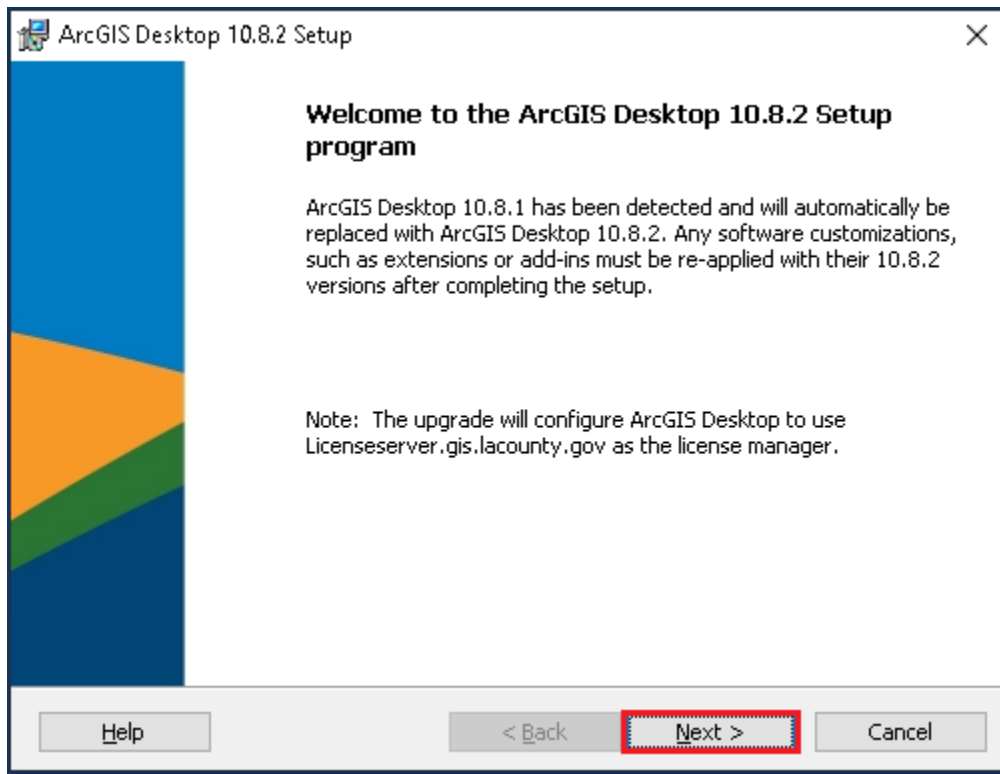 ArcGIS Desktop 10.8.2 Setup
Welcome to the ArcGIS Desktop 10.8.2 Setup
program
ArcGIS Desktop 10.8.1 has been detected and will automatically be
replaced with ArcGIS Desktop 10.8.2. Any software customizations,
such as extensions or add-ins must be re-applied with their 10.8.2
versions after completing the setup.
Note:  The upgrade will configure ArcGIS Desktop to use
Licenseserver.gis.lacounty.gov as the license manager.
Help
< Back
Next >
Cancel